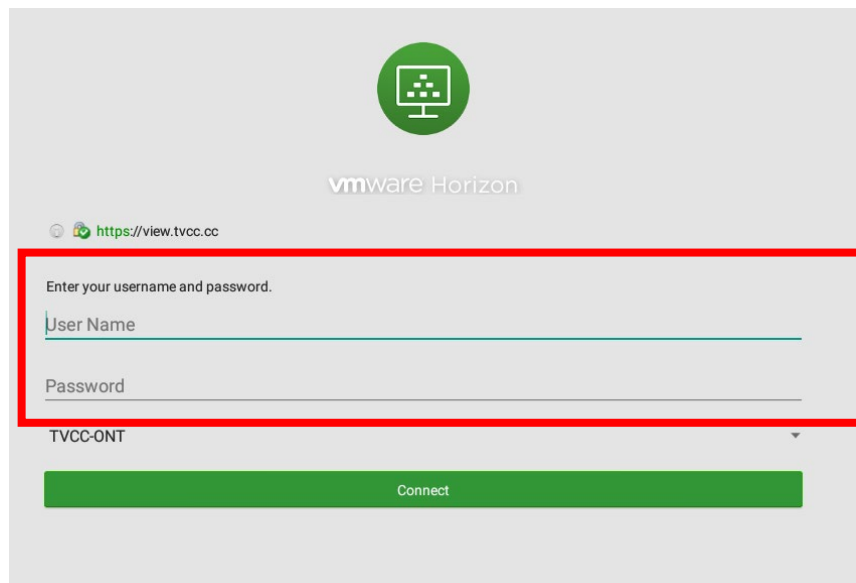 vmware Horizon
https://view.tvcc.cc
Enter your username and password.
User Name
Password
TVCC-ONT
Connect